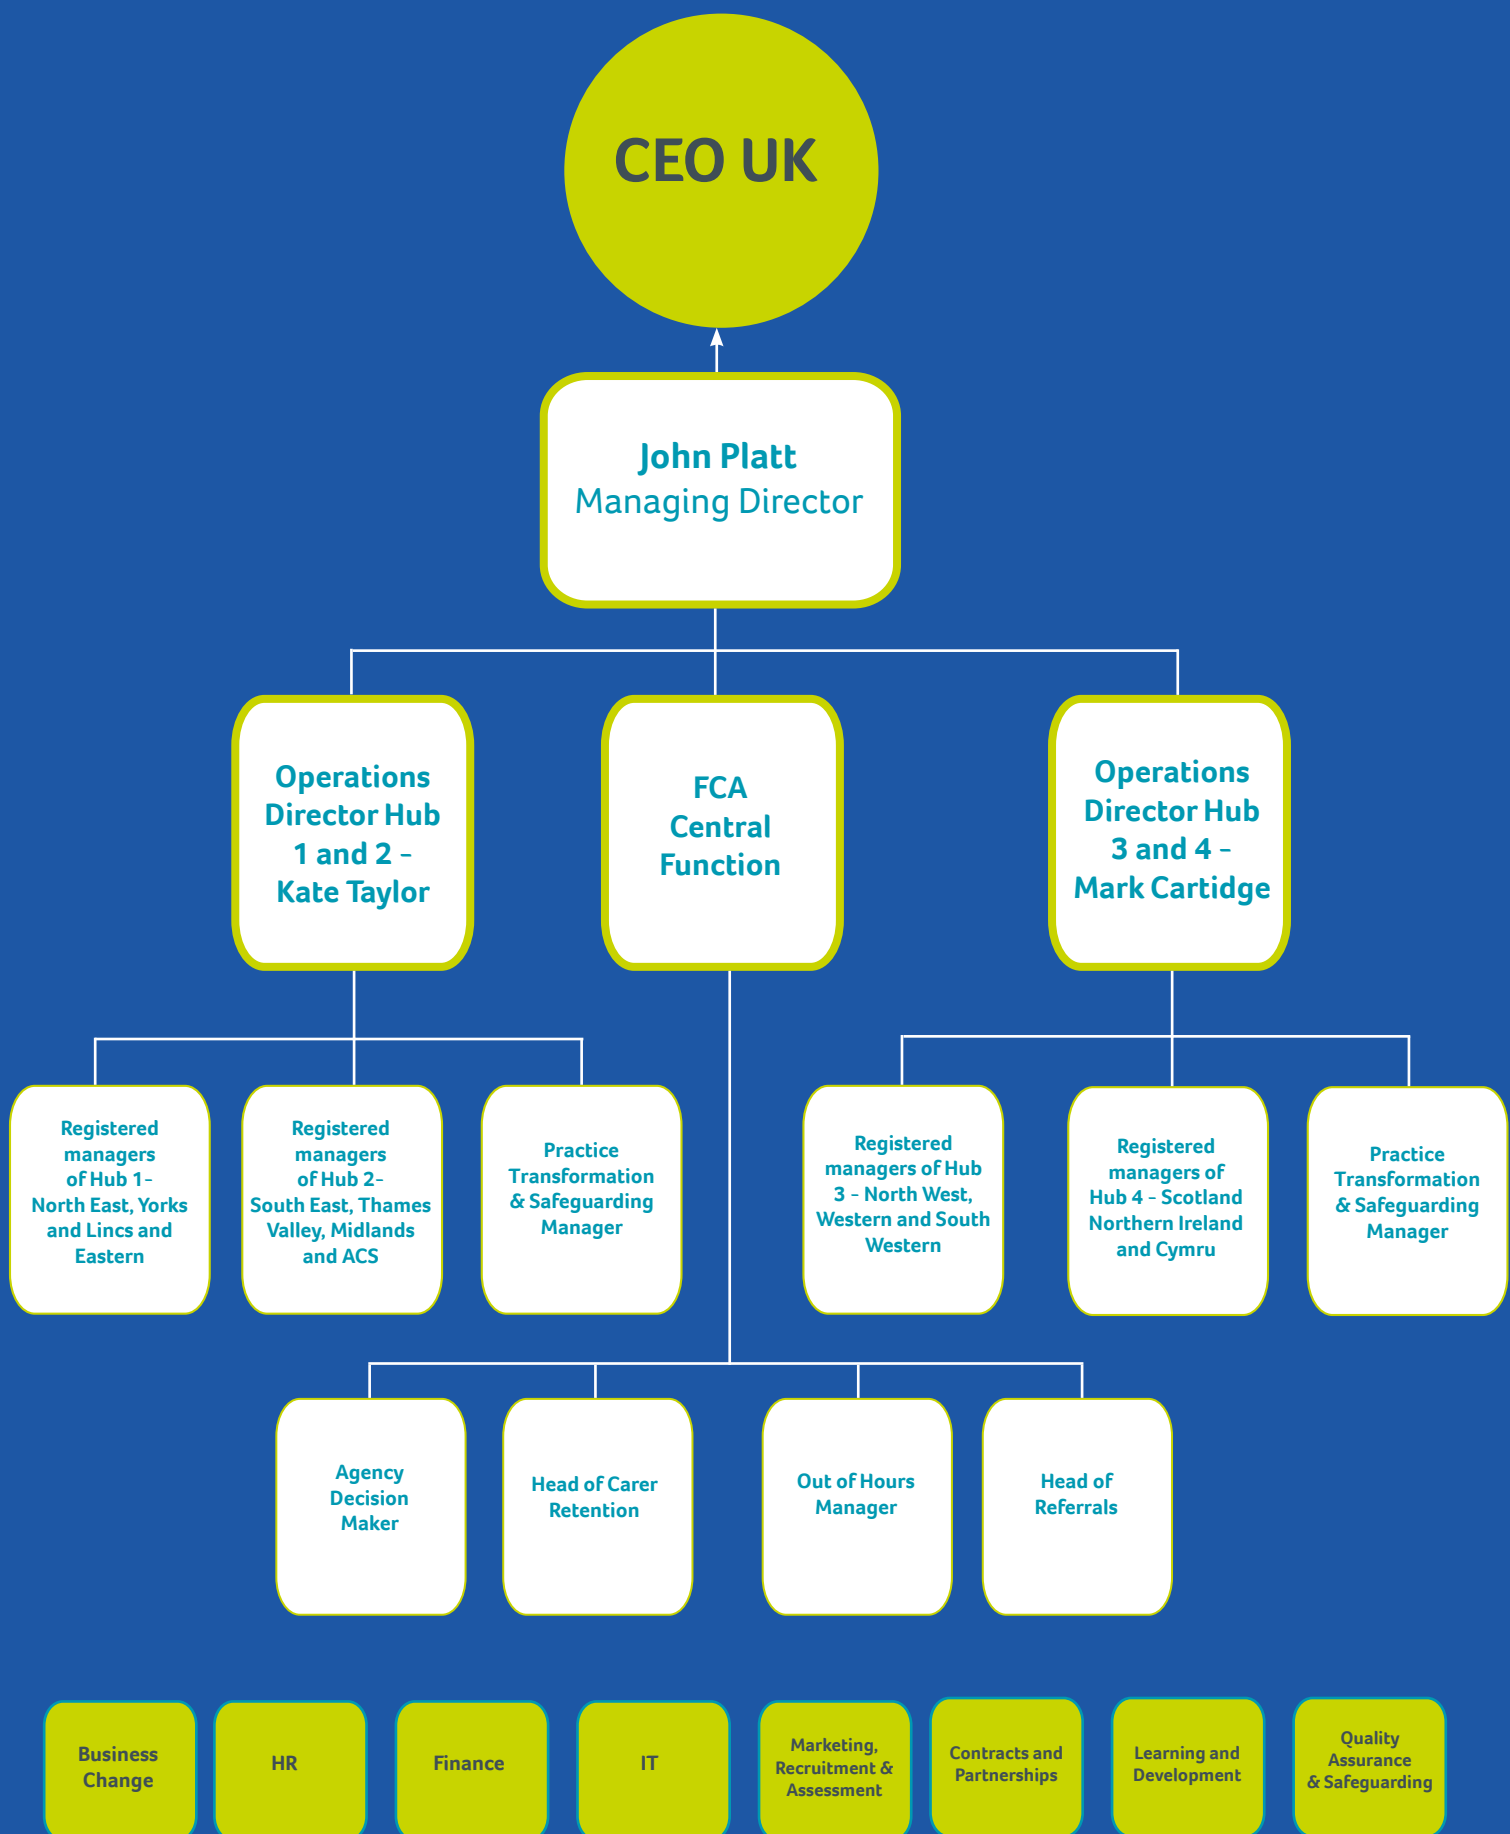 CEO UK
John Platt
Managing Director
Operations
Director Hub
1 and 2 -
Kate Taylor
FCA
Central
Function
Operations
Director Hub
3 and 4 -
Mark Cartidge
Registered
managers
of Hub 1-
North East, Yorks
and Lincs and
Eastern
Registered
managers
of Hub 2-
South East, Thames
Valley, Midlands
and ACS
Practice
Transformation
& Safeguarding
Manager
Registered
managers of Hub
3 - North West,
Western and South
Western
Registered
managers of
Hub 4 - Scotland
Northern Ireland
and Cymru
Practice
Transformation
& Safeguarding
Manager
Agency
Decision
Maker
Head of Carer
Retention
Out of Hours
Manager
Head of
Referrals
Business
Change
HR
Finance
IT
Marketing,
Recruitment &
Assessment
Contracts and
Partnerships
Learning and
Development
Quality
Assurance
& Safeguarding